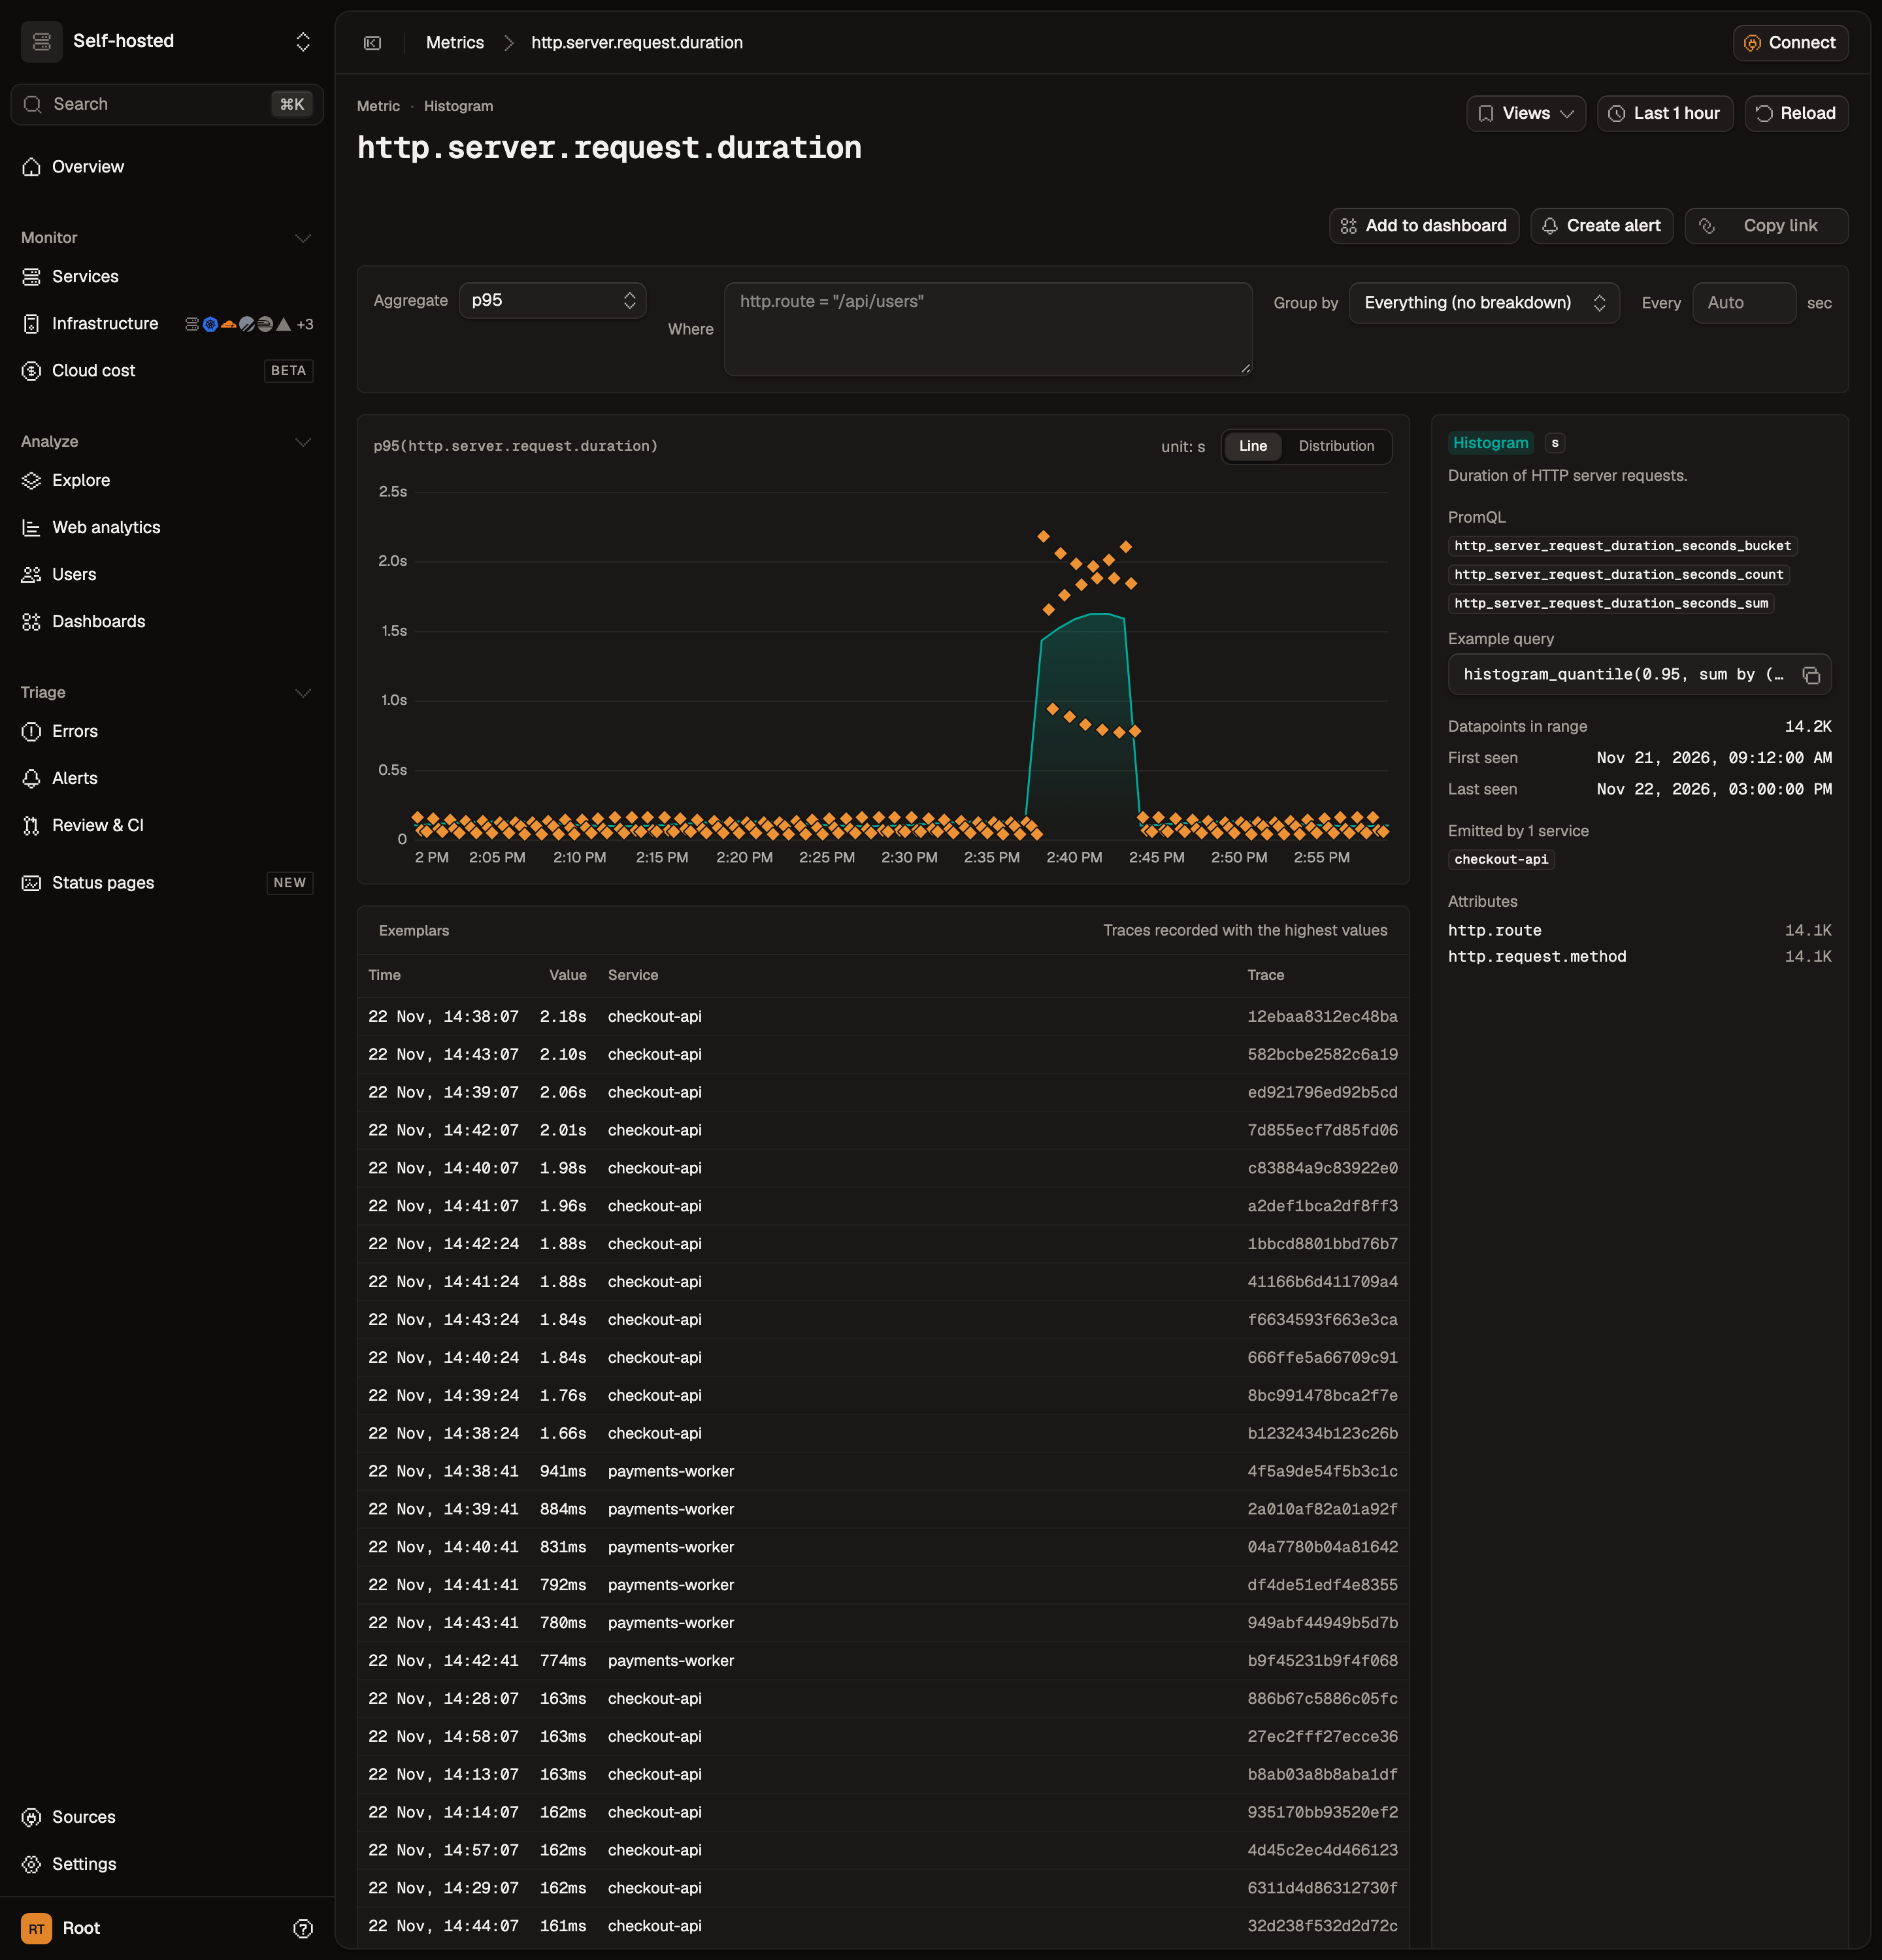 Self-hosted
Search
⌘K
Overview
Monitor
Services
Infrastructure
+3
Cloud cost
BETA
Analyze
Explore
Web analytics
Users
Dashboards
Triage
Errors
Alerts
Review & CI
Status pages
NEW
Sources
Settings
RT
Root
Metrics
http.server.request.duration
Connect
Metric · Histogram
http.server.request.duration
Views
Last 1 hour
Reload
Add to dashboard
Create alert
Copy link
Aggregate
p95
Where
http.route = "/api/users"
Group by
Everything (no breakdown)
Every
Auto
sec
p95(http.server.request.duration)
unit: s
Line
Distribution
2.5s
2.0s
1.5s
1.0s
0.5s
0
2 PM
2:05 PM
2:10 PM
2:15 PM
2:20 PM
2:25 PM
2:30 PM
2:35 PM
2:40 PM
2:45 PM
2:50 PM
2:55 PM
Histogram
s
Duration of HTTP server requests.
PromQL
http_server_request_duration_seconds_bucket
http_server_request_duration_seconds_count
http_server_request_duration_seconds_sum
Example query
histogram_quantile(0.95, sum by (…
Datapoints in range 14.2K
First seen Nov 21, 2026, 09:12:00 AM
Last seen Nov 22, 2026, 03:00:00 PM
Emitted by 1 service
checkout-api
Attributes
http.route 14.1K
http.request.method 14.1K
Exemplars
Traces recorded with the highest values
Time Value Service Trace
22 Nov, 14:38:07 2.18s checkout-api 12ebaa8312ec48ba
22 Nov, 14:43:07 2.10s checkout-api 582bcbe2582c6a19
22 Nov, 14:39:07 2.06s checkout-api ed921796ed92b5cd
22 Nov, 14:42:07 2.01s checkout-api 7d855ecf7d85fd06
22 Nov, 14:40:07 1.98s checkout-api c83884a9c83922e0
22 Nov, 14:41:07 1.96s checkout-api a2def1bca2df8ff3
22 Nov, 14:42:24 1.88s checkout-api 1bbcd8801bbd76b7
22 Nov, 14:41:24 1.88s checkout-api 41166b6d411709a4
22 Nov, 14:43:24 1.84s checkout-api f6634593f663e3ca
22 Nov, 14:40:24 1.84s checkout-api 666ffe5a66709c91
22 Nov, 14:39:24 1.76s checkout-api 8bc991478bca2f7e
22 Nov, 14:38:24 1.66s checkout-api b1232434b123c26b
22 Nov, 14:38:41 941ms payments-worker 4f5a9de54f5b3c1c
22 Nov, 14:39:41 884ms payments-worker 2a010af82a01a92f
22 Nov, 14:40:41 831ms payments-worker 04a7780b04a81642
22 Nov, 14:41:41 792ms payments-worker df4de51edf4e8355
22 Nov, 14:43:41 780ms payments-worker 949abf44949b5d7b
22 Nov, 14:42:41 774ms payments-worker b9f45231b9f4f068
22 Nov, 14:28:07 163ms checkout-api 886b67c5886c05fc
22 Nov, 14:58:07 163ms checkout-api 27ec2fff27ecce36
22 Nov, 14:13:07 163ms checkout-api b8ab03a8b8aba1df
22 Nov, 14:14:07 162ms checkout-api 935170bb93520ef2
22 Nov, 14:57:07 162ms checkout-api 4d45c2ec4d466123
22 Nov, 14:29:07 162ms checkout-api 6311d4d86312730f
22 Nov, 14:44:07 161ms checkout-api 32d238f532d2d72c